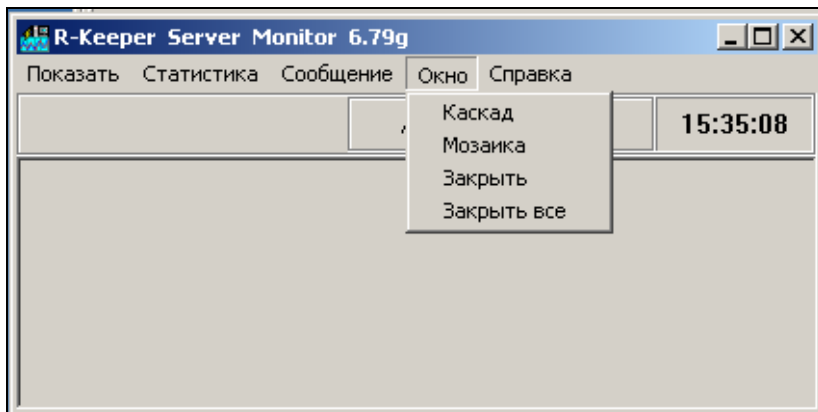 R-Keeper Server Monitor 6.79g
Показать Статистика Сообщение Окно Справка
15:35:08
Каскад
Мозаика
Закрыть
Закрыть все